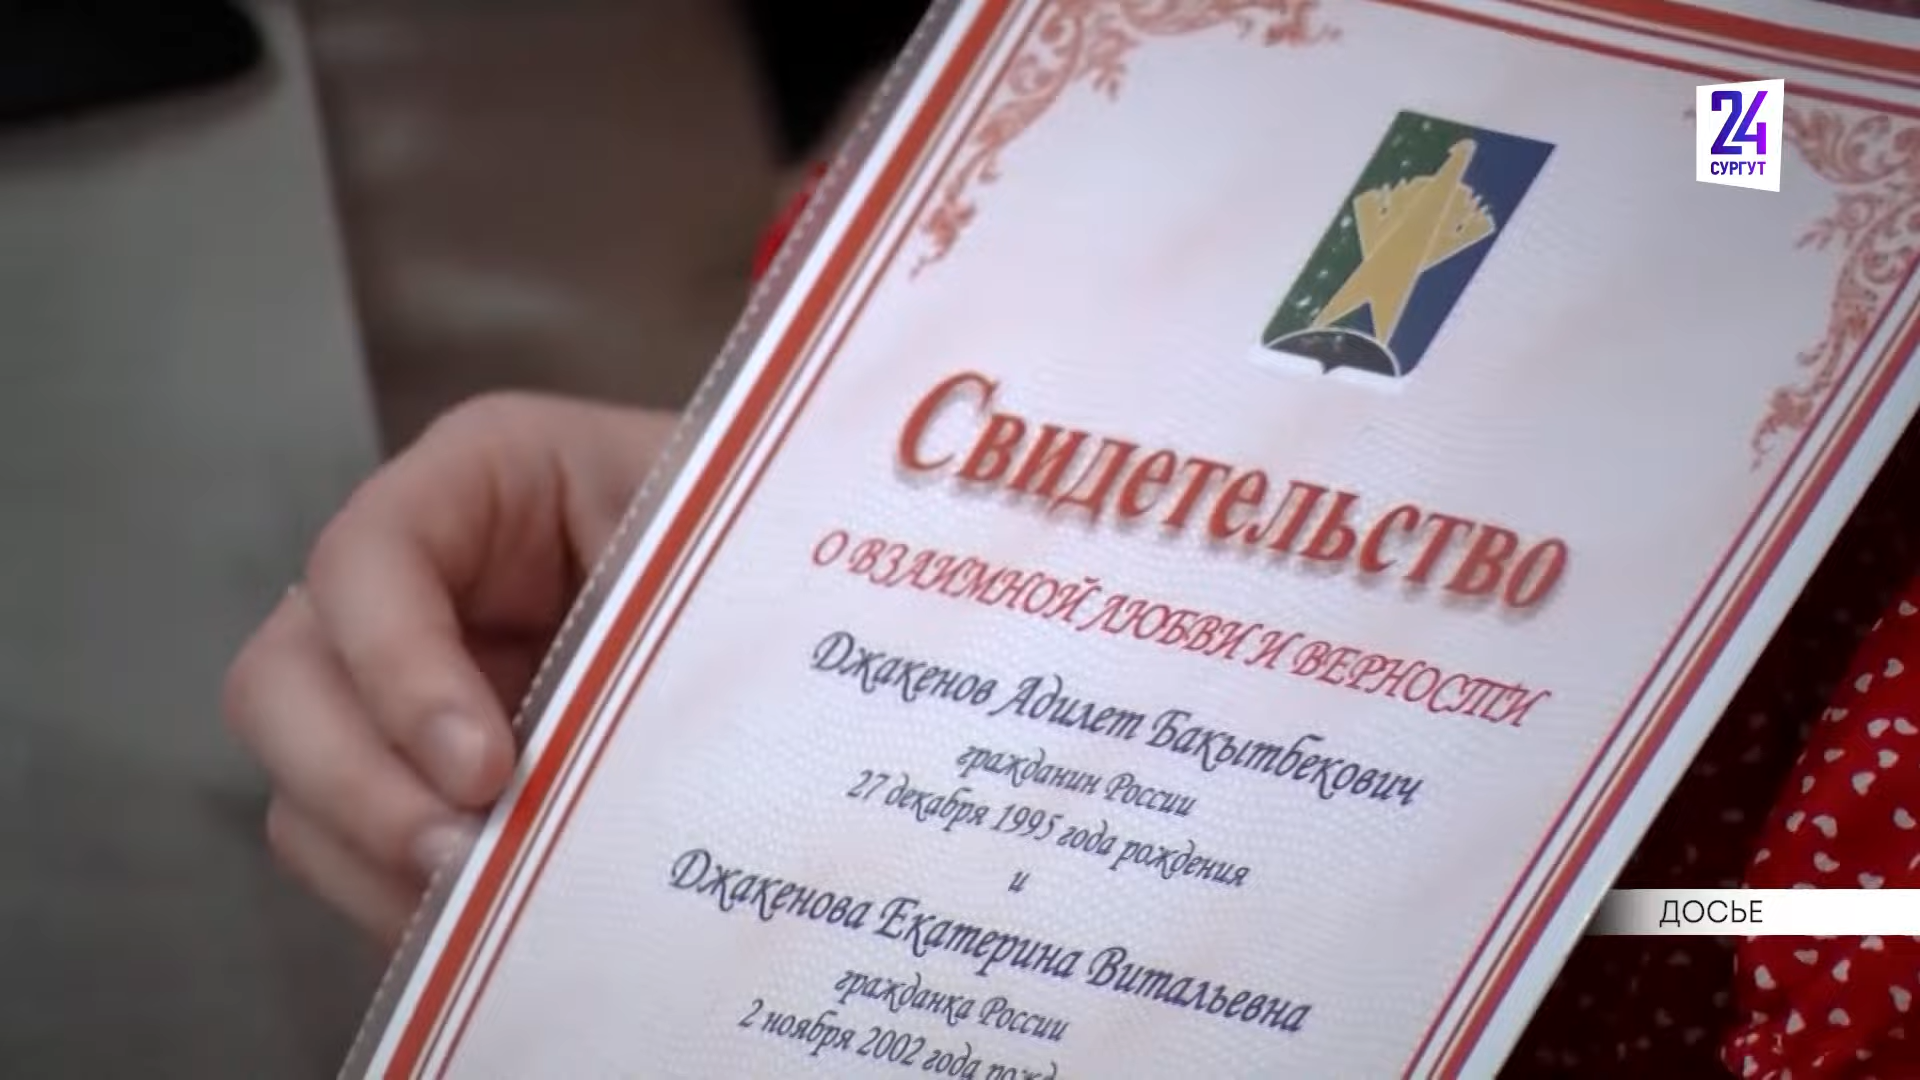 24
СУРГУТ
Свидетельство
О ВЗАИМНОЙ ЛЮБВИ И ВЕРНОСТИ
Джакенов Адилет Бакытбекович
гражданин России
27 декабря 1995 года рождения
и
Джакенова Екатерина Витальевна
гражданка России
2 ноября 2002 года
ДОСЬЕ